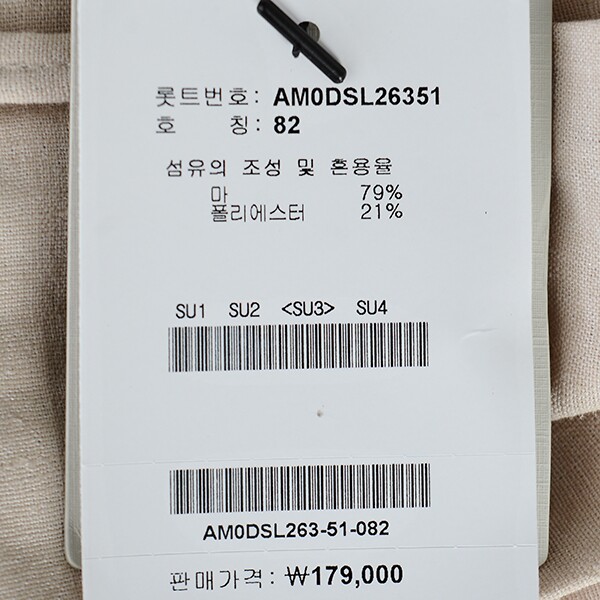 롯트번호: AM0DSL26351
호 칭: 82
섬유의 조성 및 혼용율
마 79%
폴리에스터 21%
SU1 SU2 <SU3> SU4
AM0DSL263-51-082
판매가격: ₩179,000